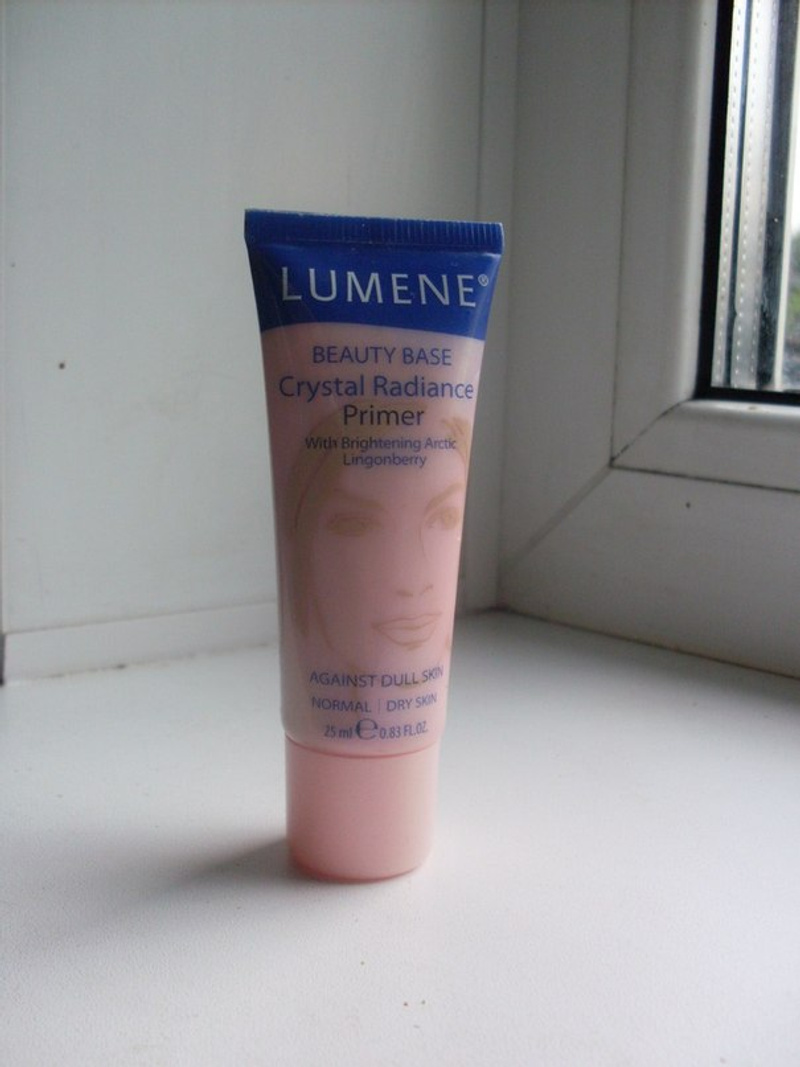 LUMENE®
BEAUTY BASE
Crystal Radiance
Primer
With Brightening Arctic
Lingonberry
AGAINST DULL SKIN
NORMAL | DRY SKIN
25 ml ℮ 0.83 FL.OZ.